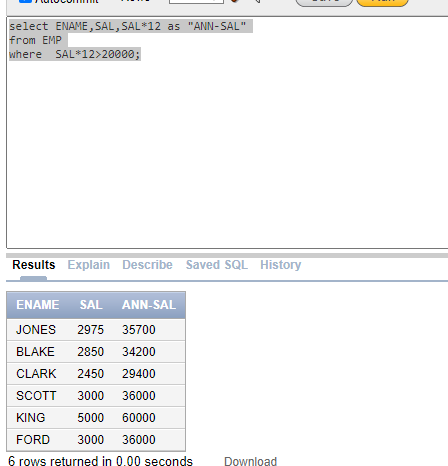 Autocommit
select ENAME,SAL,SAL*12 as "ANN-SAL"
from EMP
where  SAL*12>20000;
Results Explain Describe Saved SQL History
ENAME SAL ANN-SAL
JONES 2975 35700
BLAKE 2850 34200
CLARK 2450 29400
SCOTT 3000 36000
KING 5000 60000
FORD 3000 36000
6 rows returned in 0.00 seconds Download